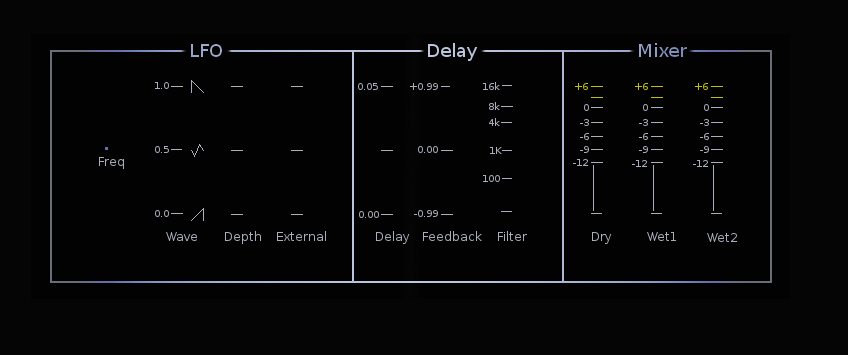 LFO Delay Mixer
1.0 0.05 +0.99 16k +6 +6 +6
8k 0 0 0
4k -3 -3 -3
-6 -6 -6
0.5 0.00 1K -9 -9 -9
Freq -12 -12 -12
100
0.0 0.00 -0.99
Wave Depth External Delay Feedback Filter Dry Wet1 Wet2